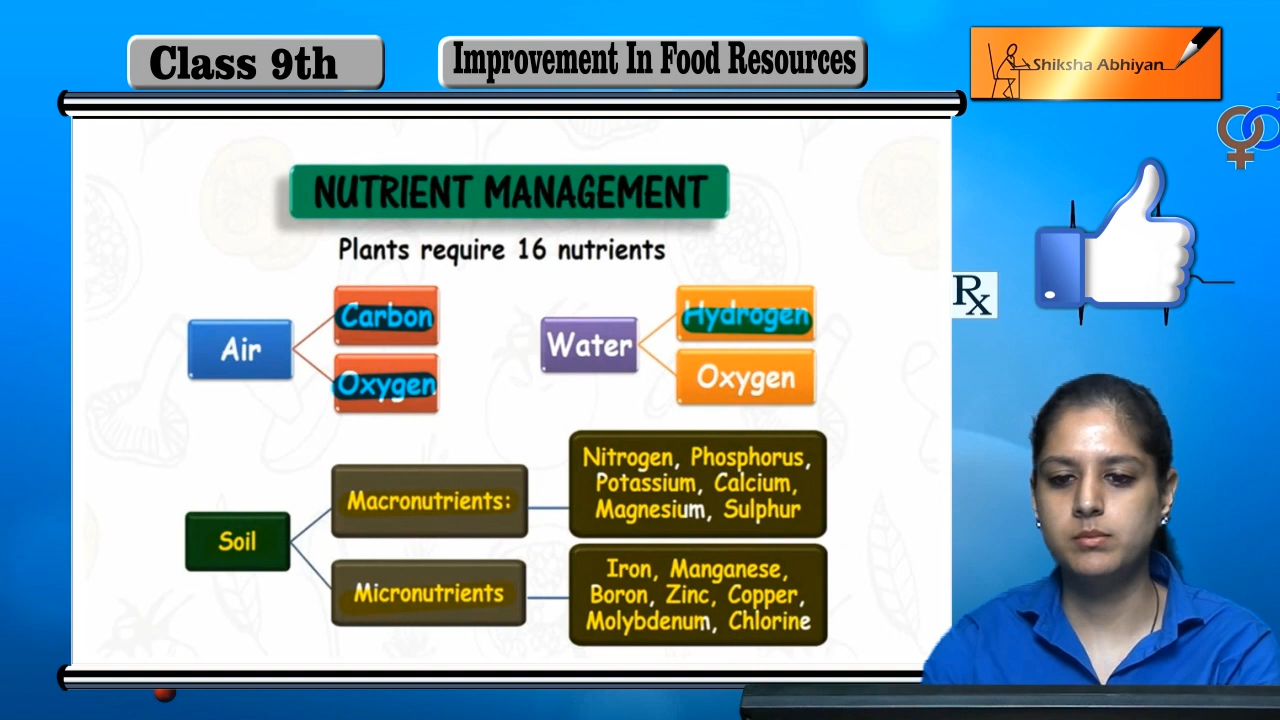 Class 9th
Improvement In Food Resources
Shiksha Abhiyan
NUTRIENT MANAGEMENT
Plants require 16 nutrients
Air
Carbon
Oxygen
Water
Hydrogen
Oxygen
Soil
Macronutrients:
Nitrogen, Phosphorus,
Potassium, Calcium,
Magnesium, Sulphur
Micronutrients
Iron, Manganese,
Boron, Zinc, Copper,
Molybdenum, Chlorine
Rx